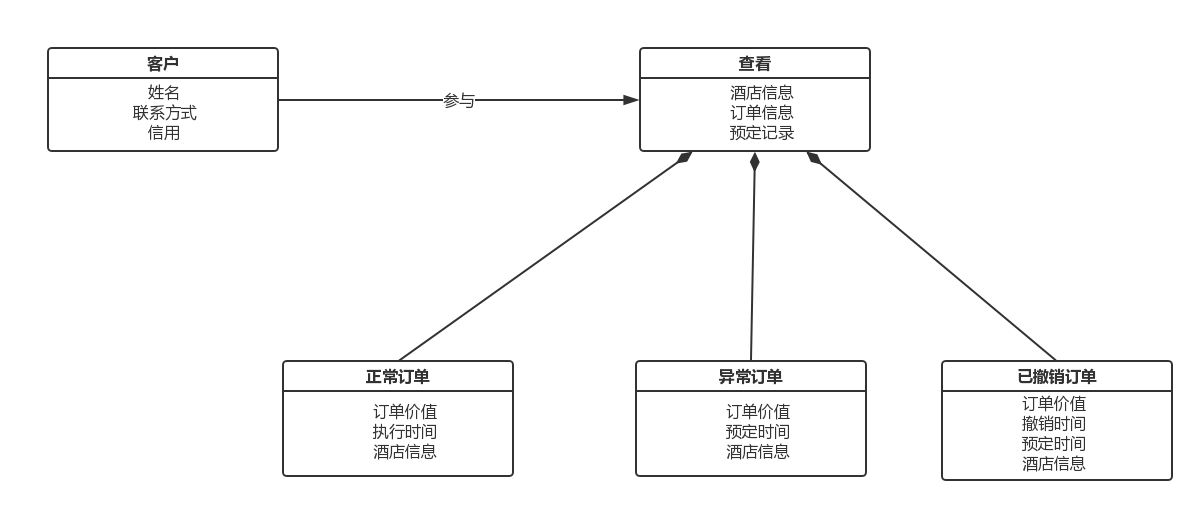 客户
姓名
联系方式
信用
参与
查看
酒店信息
订单信息
预定记录
正常订单
订单价值
执行时间
酒店信息
异常订单
订单价值
预定时间
酒店信息
已撤销订单
订单价值
撤销时间
预定时间
酒店信息